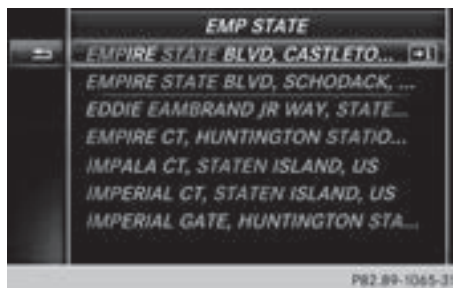 EMP STATE
EMPIRE STATE BLVD, CASTLETO...
EMPIRE STATE BLVD, SCHODACK, ...
EDDIE EAMBRAND JR WAY, STATE...
EMPIRE CT, HUNTINGTON STATIO...
IMPALA CT, STATEN ISLAND, US
IMPERIAL CT, STATEN ISLAND, US
IMPERIAL GATE, HUNTINGTON STA...
P82.89-1065-31